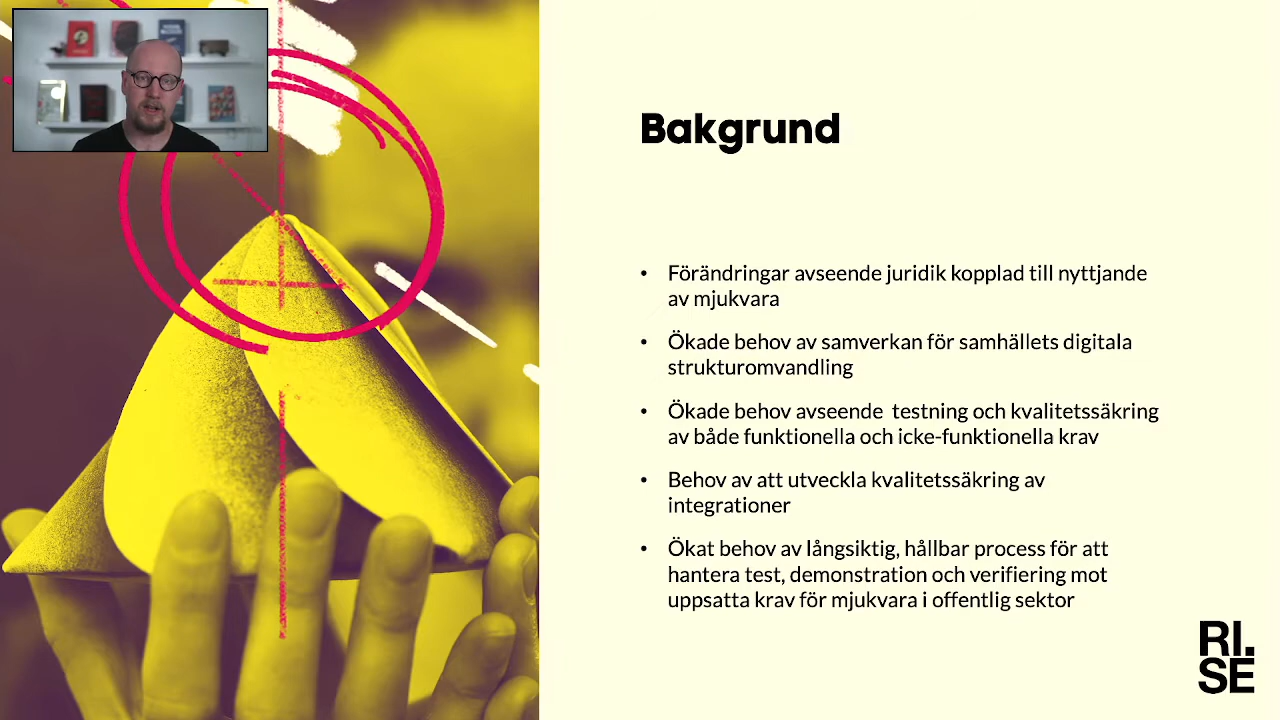 Bakgrund
• Förändringar avseende juridik kopplad till nyttjande
av mjukvara
• Ökade behov av samverkan för samhällets digitala
strukturomvandling
• Ökade behov avseende  testning och kvalitetssäkring
av både funktionella och icke-funktionella krav
• Behov av att utveckla kvalitetssäkring av
integrationer
• Ökat behov av långsiktig, hållbar process för att
hantera test, demonstration och verifiering mot
uppsatta krav för mjukvara i offentlig sektor
RI.
SE